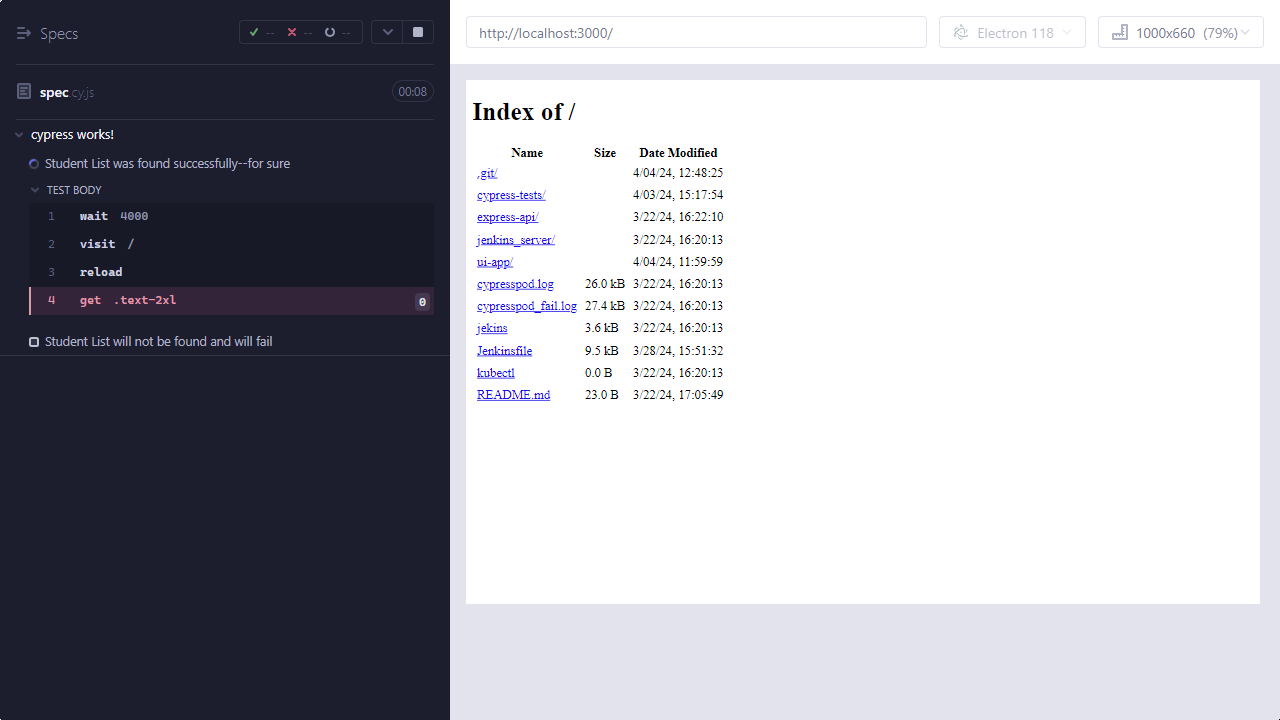 Specs -- -- --
spec.cy.js 00:08
cypress works!
Student List was found successfully--for sure
TEST BODY
1 wait 4000
2 visit /
3 reload
4 get .text-2xl 0
Student List will not be found and will fail
http://localhost:3000/ Electron 118 1000x660 (79%)
Index of /
Name Size Date Modified
.git/ 4/04/24, 12:48:25
cypress-tests/ 4/03/24, 15:17:54
express-api/ 3/22/24, 16:22:10
jenkins_server/ 3/22/24, 16:20:13
ui-app/ 4/04/24, 11:59:59
cypresspod.log 26.0 kB 3/22/24, 16:20:13
cypresspod_fail.log 27.4 kB 3/22/24, 16:20:13
jekins 3.6 kB 3/22/24, 16:20:13
Jenkinsfile 9.5 kB 3/28/24, 15:51:32
kubectl 0.0 B 3/22/24, 16:20:13
README.md 23.0 B 3/22/24, 17:05:49